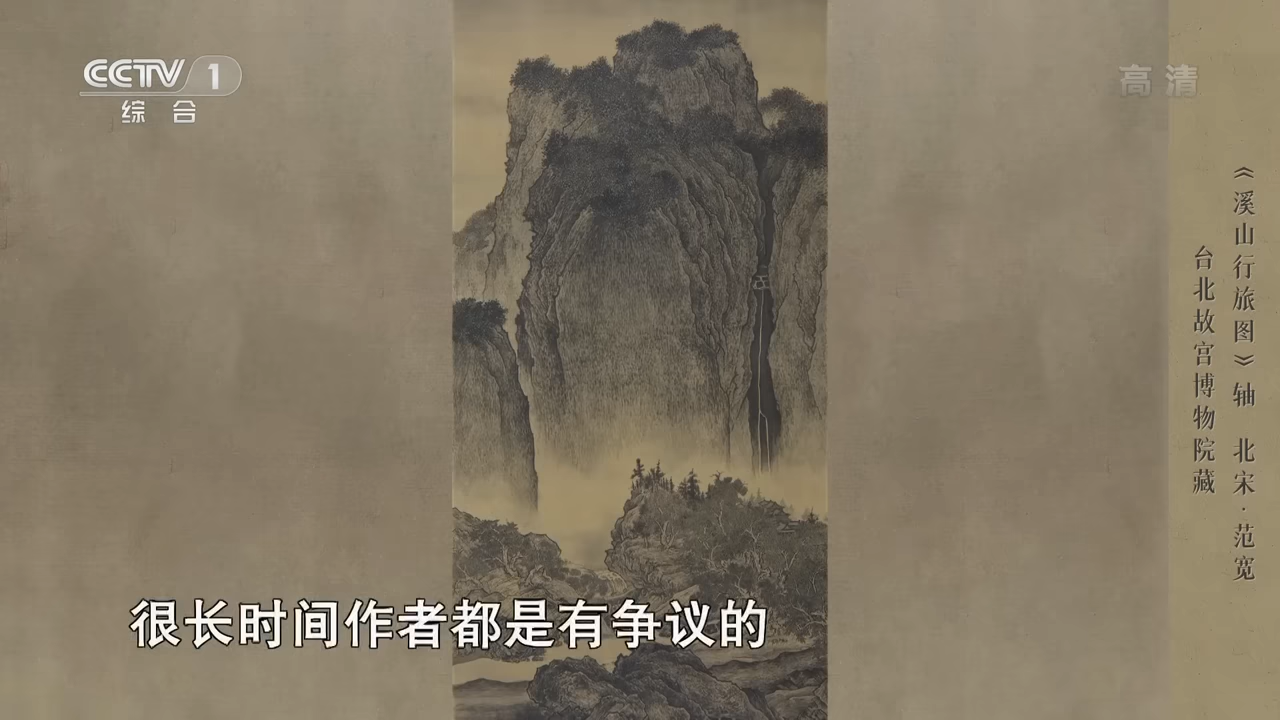 CCTV 1
综合
高清
《溪山行旅图》轴 北宋·范宽
台北故宫博物院藏
很长时间作者都是有争议的